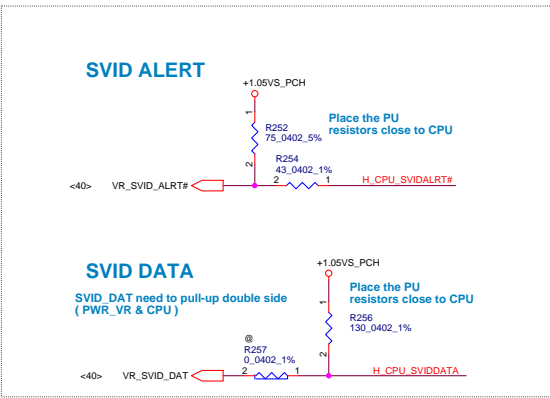 SVID ALERT
+1.05VS_PCH
1
R252
75_0402_5%
Place the PU
resistors close to CPU
2
R254
43_0402_1%
<40> VR_SVID_ALRT# 2 1 H_CPU_SVIDALRT#
SVID DATA
+1.05VS_PCH
SVID_DAT need to pull-up double side
( PWR_VR & CPU )
Place the PU
resistors close to CPU
1
R256
130_0402_1%
2
@
R257
0_0402_1%
<40> VR_SVID_DAT 2 1 H_CPU_SVIDDATA